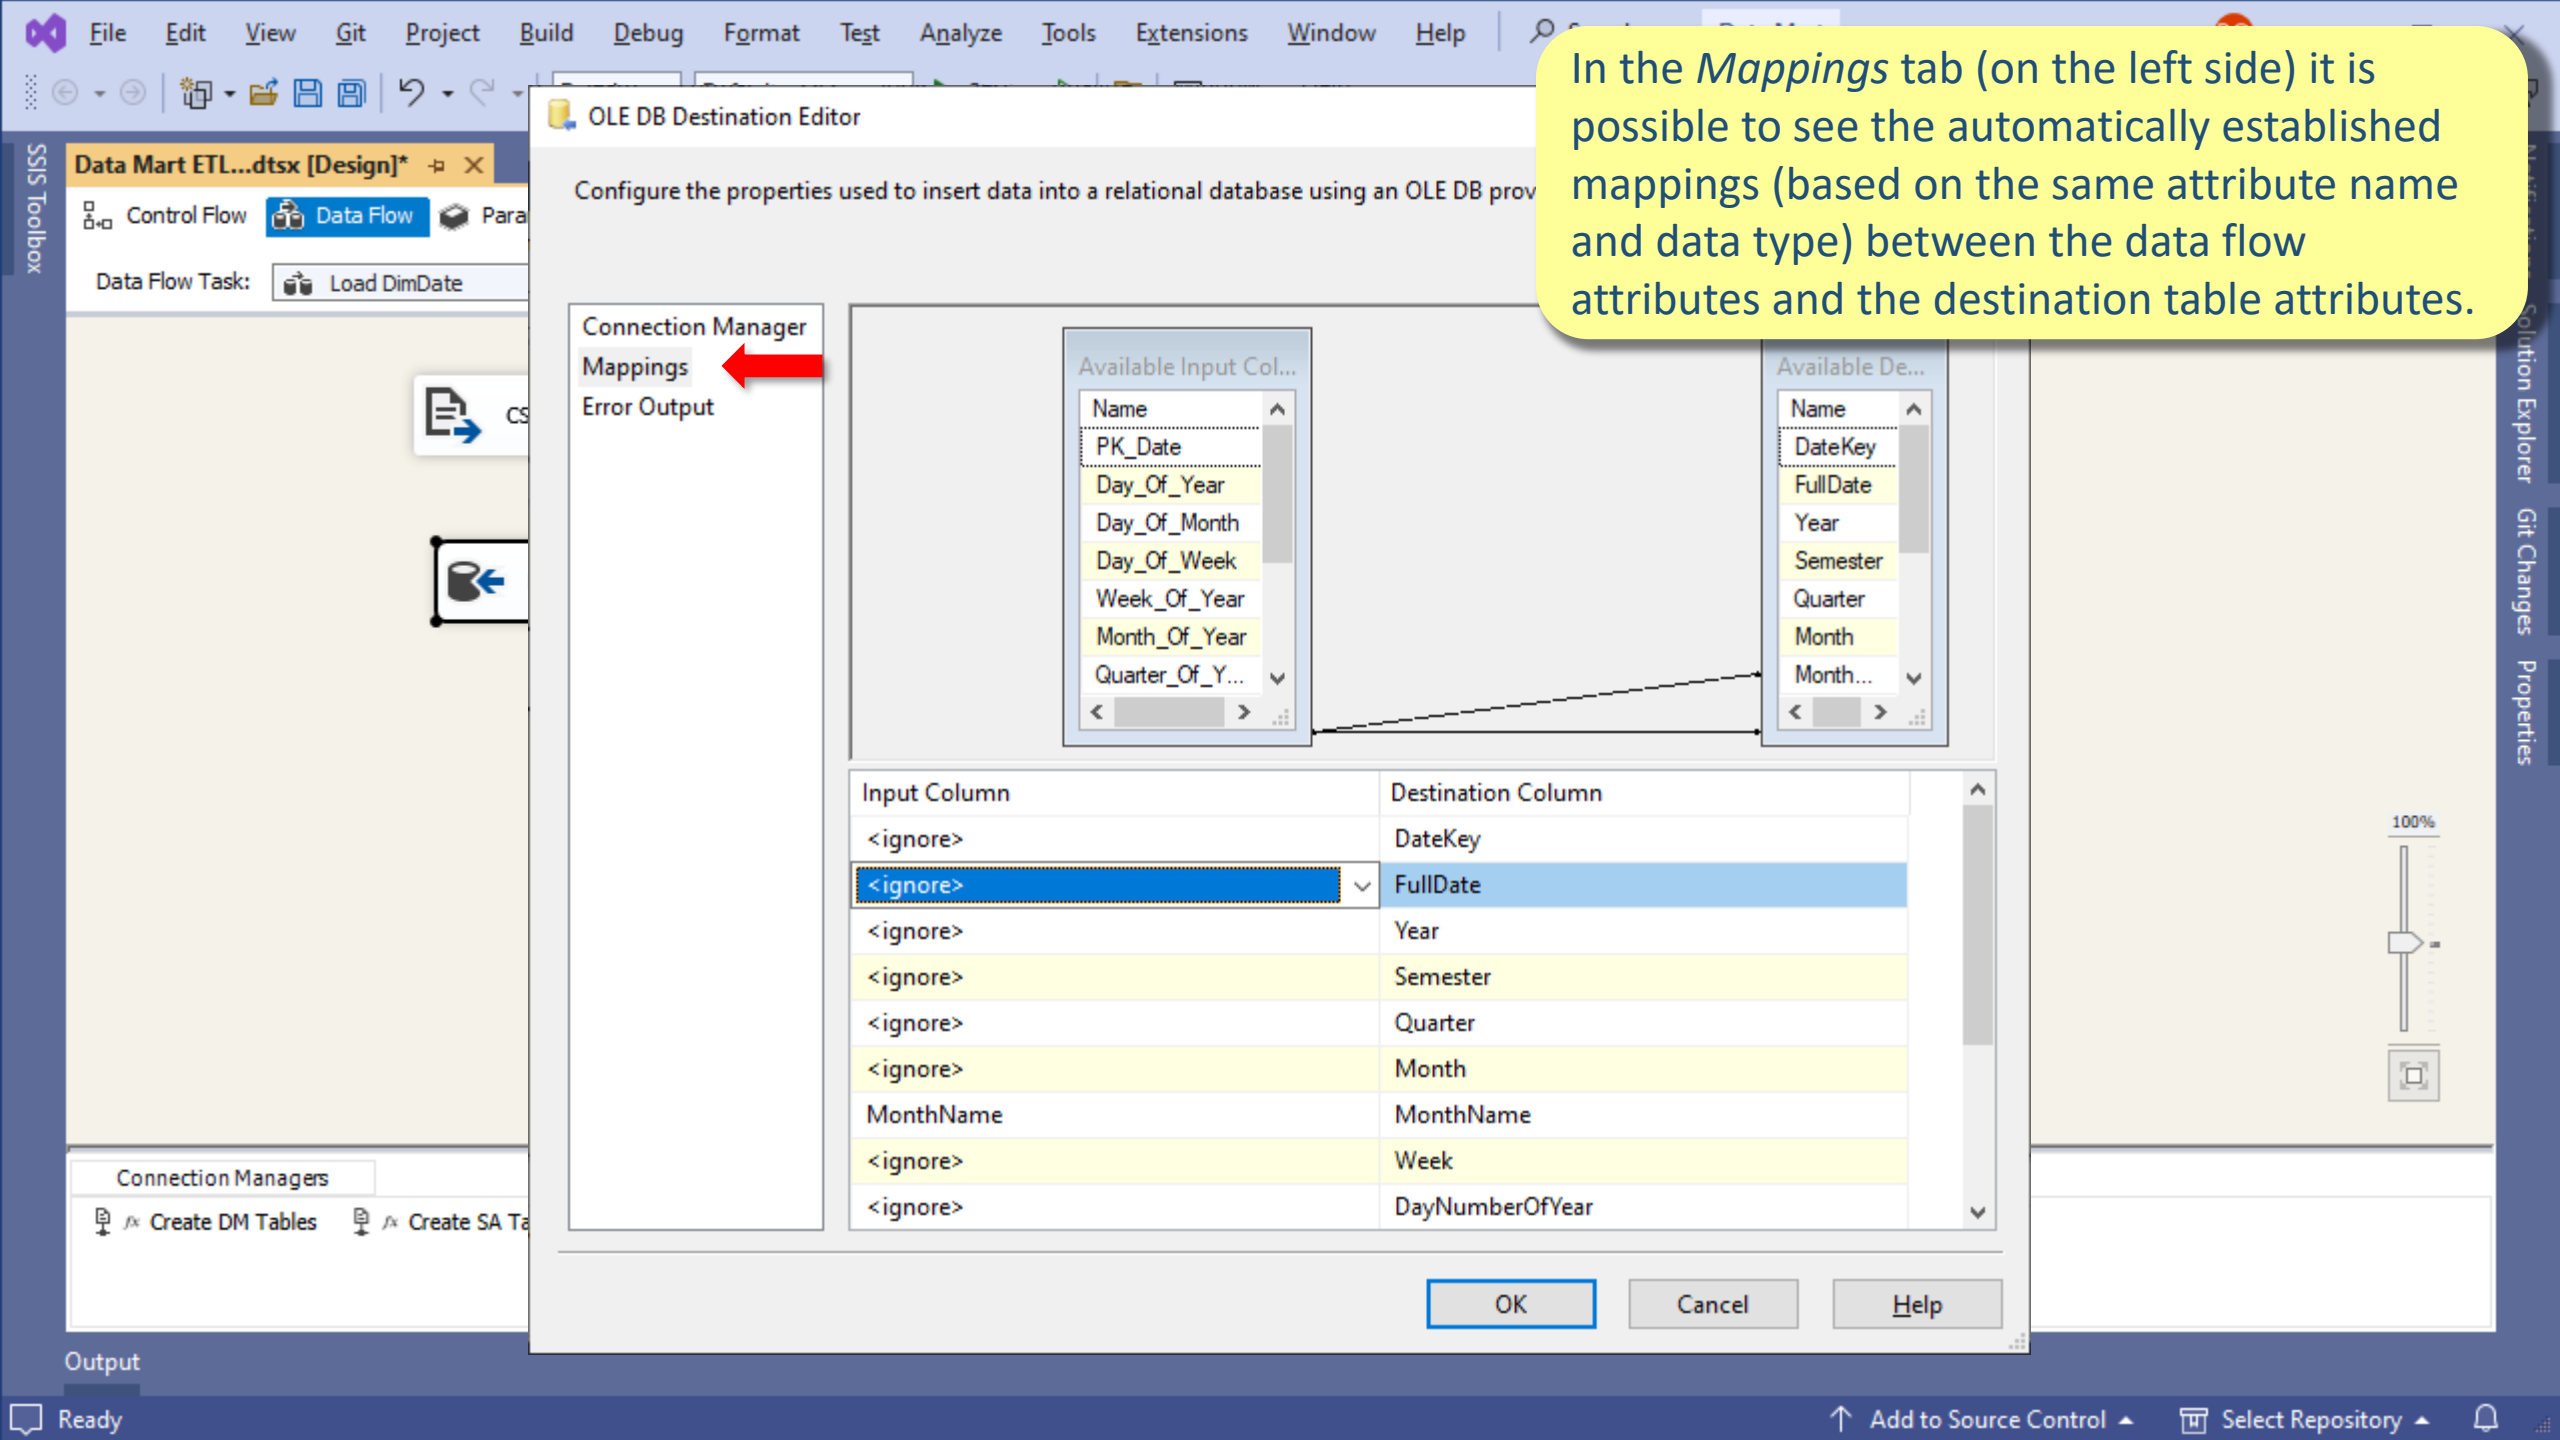 File Edit View Git Project Build Debug Format Test Analyze Tools Extensions Window Help
In the Mappings tab (on the left side) it is
possible to see the automatically established
mappings (based on the same attribute name
and data type) between the data flow
attributes and the destination table attributes.
SSIS Toolbox
Data Mart ETL...dtsx [Design]*
Control Flow Data Flow
Data Flow Task: Load DimDate
OLE DB Destination Editor
Configure the properties used to insert data into a relational database using an OLE DB
Connection Manager
Mappings
Error Output
Available Input Col...
Name
PK_Date
Day_Of_Year
Day_Of_Month
Day_Of_Week
Week_Of_Year
Month_Of_Year
Quarter_Of_Y...
Available De...
Name
DateKey
FullDate
Year
Semester
Quarter
Month
Month...
Input Column Destination Column
<ignore> DateKey
<ignore> FullDate
<ignore> Year
<ignore> Semester
<ignore> Quarter
<ignore> Month
MonthName MonthName
<ignore> Week
<ignore> DayNumberOfYear
OK Cancel Help
Solution Explorer
Git Changes
Properties
100%
Connection Managers
Create DM Tables Create SA
Output
Ready Add to Source Control Select Repository